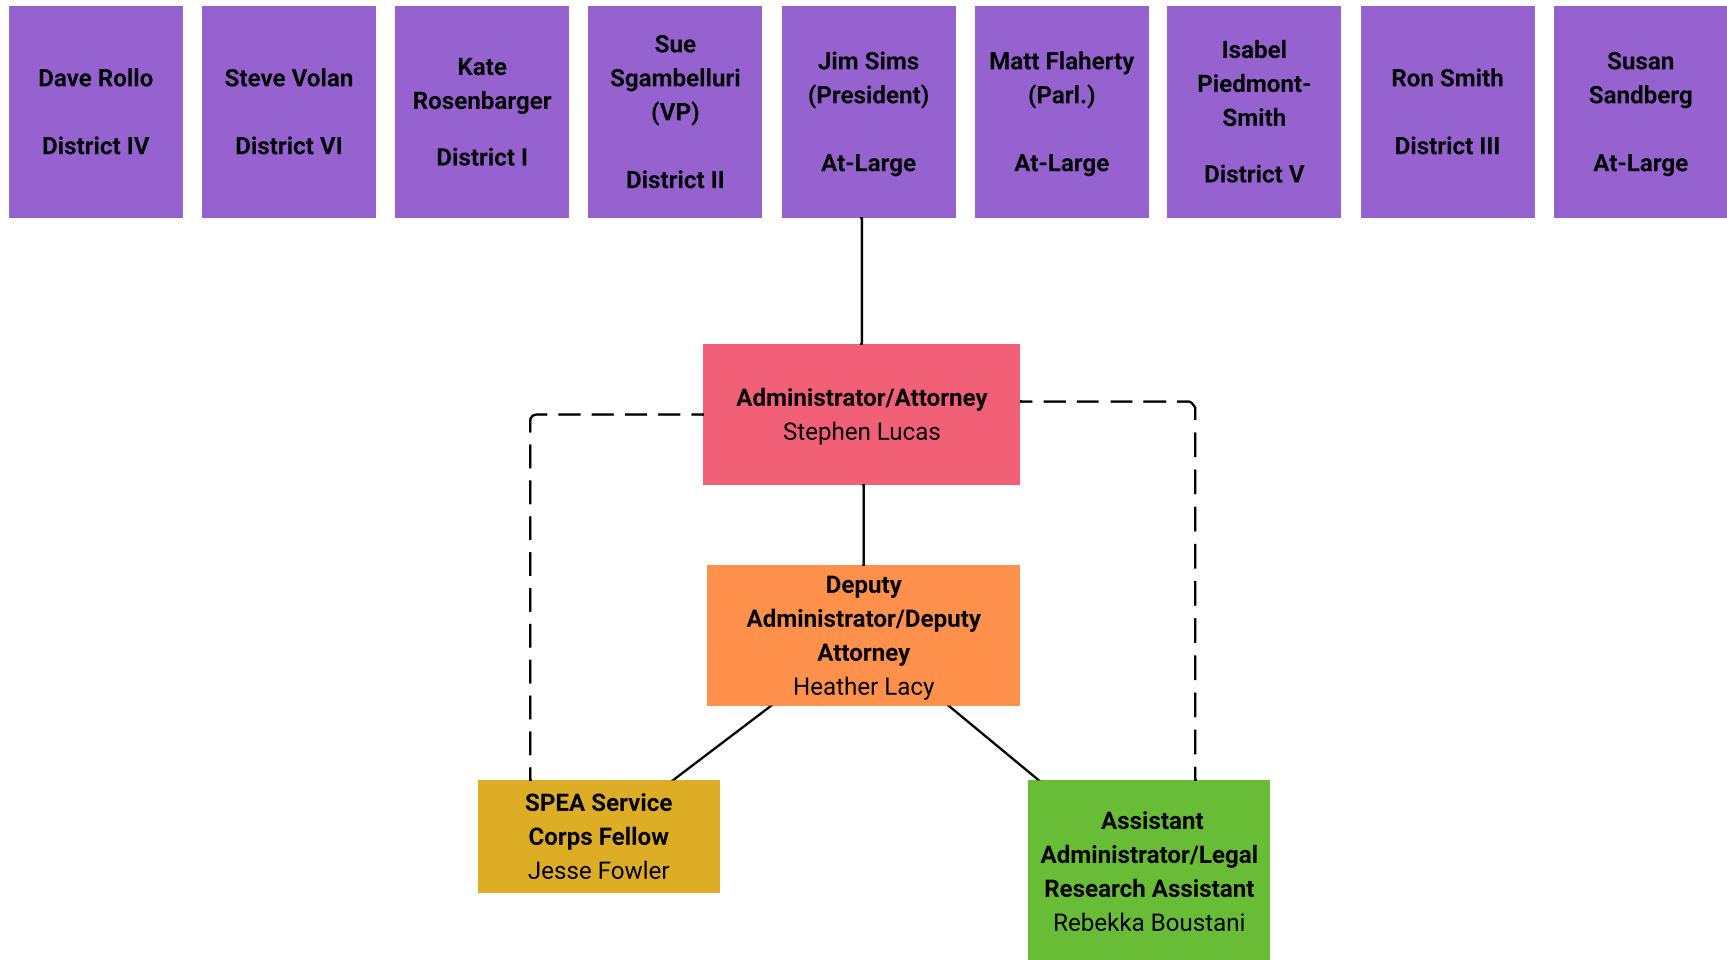 Dave Rollo
District IV
Steve Volan
District VI
Kate
Rosenbarger
District I
Sue
Sgambelluri
(VP)
District II
Jim Sims
(President)
At-Large
Matt Flaherty
(Parl.)
At-Large
Isabel
Piedmont-
Smith
District V
Ron Smith
District III
Susan
Sandberg
At-Large
Administrator/Attorney
Stephen Lucas
Deputy
Administrator/Deputy
Attorney
Heather Lacy
SPEA Service
Corps Fellow
Jesse Fowler
Assistant
Administrator/Legal
Research Assistant
Rebekka Boustani